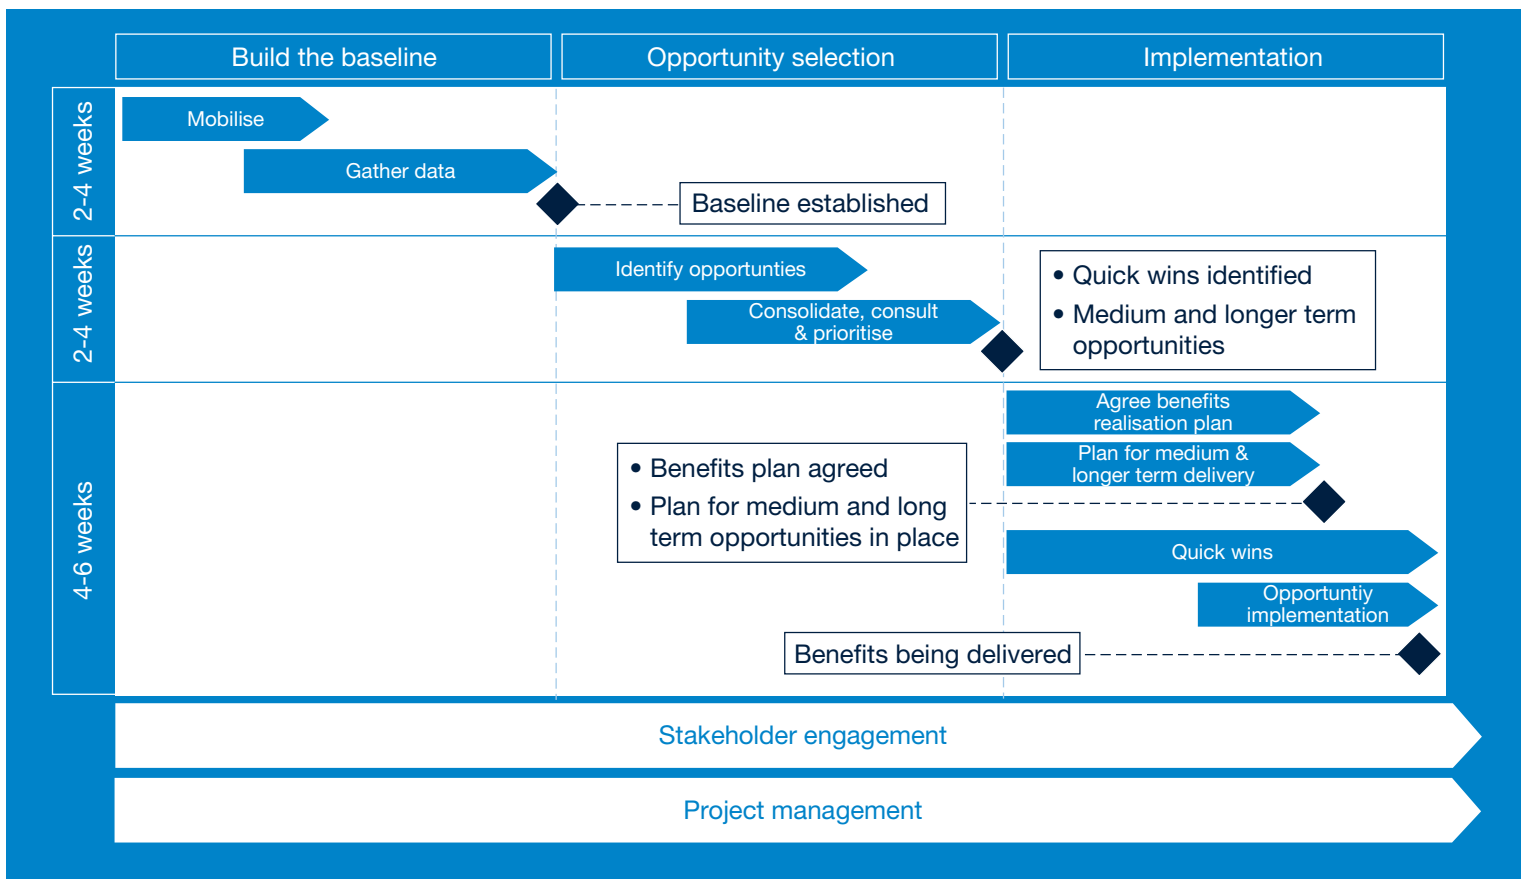 Build the baseline
Opportunity selection
Implementation
2-4 weeks
Mobilise
Gather data
Baseline established
2-4 weeks
Identify opportunties
Consolidate, consult
& prioritise
• Quick wins identified
• Medium and longer term
opportunities
4-6 weeks
Agree benefits
realisation plan
Plan for medium &
longer term delivery
• Benefits plan agreed
• Plan for medium and long
term opportunities in place
Quick wins
Opportuntiy
implementation
Benefits being delivered
Stakeholder engagement
Project management